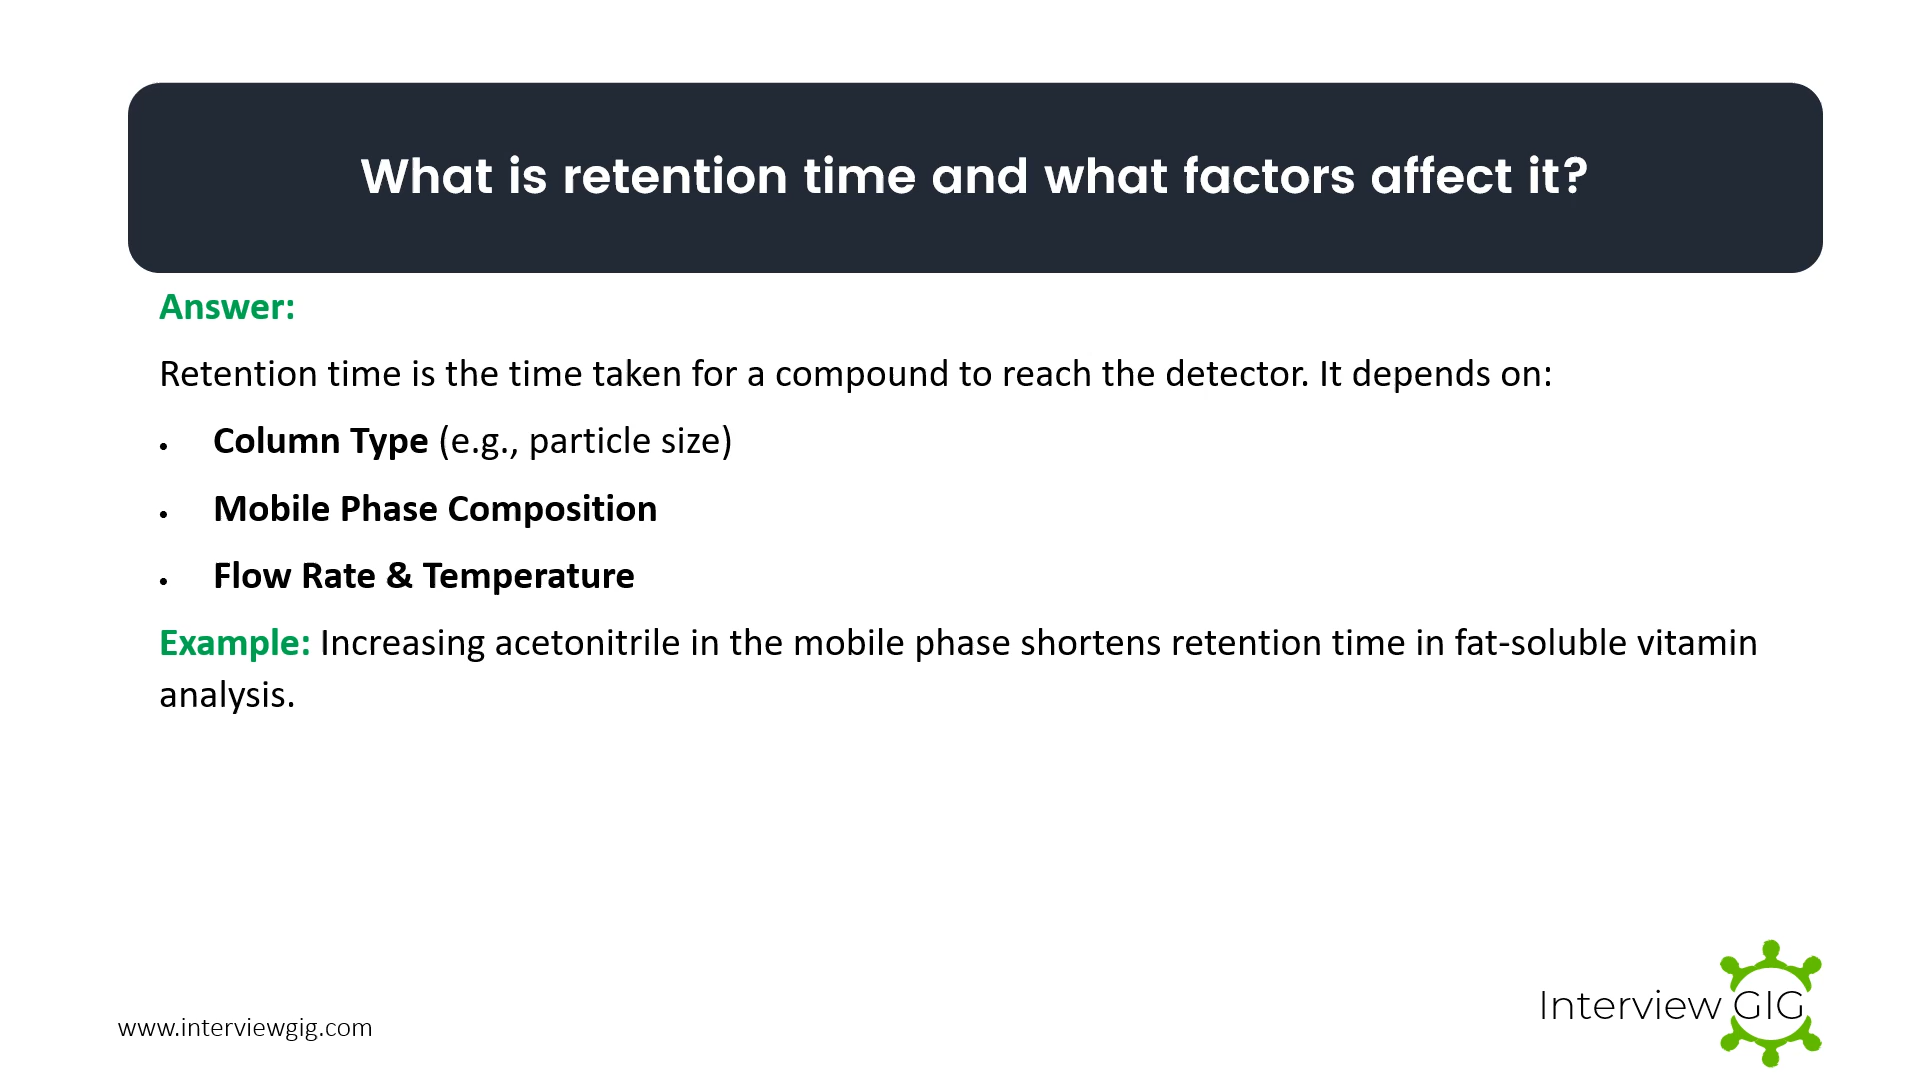 What is retention time and what factors affect it?
Answer:
Retention time is the time taken for a compound to reach the detector. It depends on:
• Column Type (e.g., particle size)
• Mobile Phase Composition
• Flow Rate & Temperature
Example: Increasing acetonitrile in the mobile phase shortens retention time in fat-soluble vitamin
analysis.
Interview GIG
www.interviewgig.com